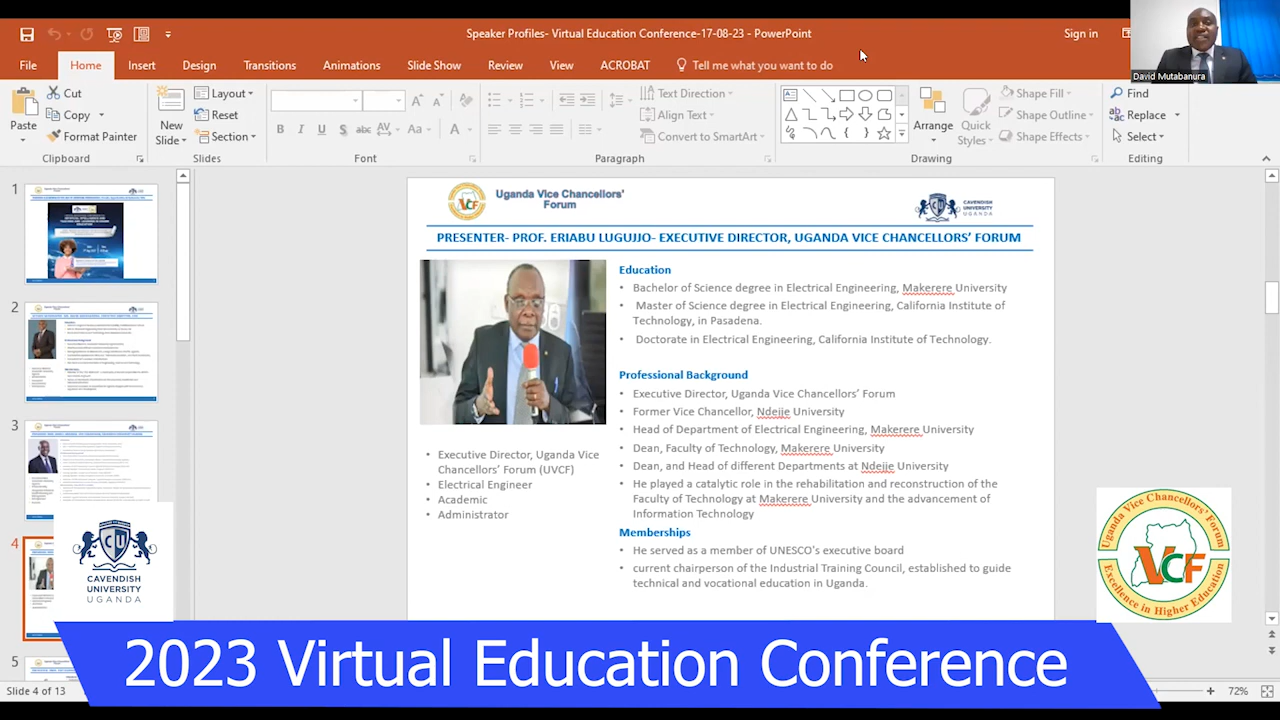 Speaker Profiles- Virtual Education Conference-17-08-23 - PowerPoint
Sign in
David Mutabanura
File
Home
Insert
Design
Transitions
Animations
Slide Show
Review
View
ACROBAT
Tell me what you want to do
Paste
Cut
Copy
Format Painter
Clipboard
New
Slide
Layout
Reset
Section
Slides
B I U S abc AV Aa A
Font
Text Direction
Align Text
Convert to SmartArt
Paragraph
Arrange
Quick
Styles
Shape Fill
Shape Outline
Shape Effects
Drawing
Find
Replace
Select
Editing
1
2
3
4
5
Uganda Vice Chancellors'
Forum
CAVENDISH
UNIVERSITY
UGANDA
PRESENTER- PROF. ERIABU LUGUJJO- EXECUTIVE DIRECTOR, UGANDA VICE CHANCELLORS' FORUM
• Executive Director, Uganda Vice
Chancellors' Forum (UVCF)
• Electrical Engineer
• Academic
• Administrator
Education
• Bachelor of Science degree in Electrical Engineering, Makerere University
• Master of Science degree in Electrical Engineering, California Institute of
Technology, in Pasadena.
• Doctorate in Electrical Engineering, California Institute of Technology.
Professional Background
• Executive Director, Uganda Vice Chancellors' Forum
• Former Vice Chancellor, Ndejje University
• Head of Department Electrical Engineering, Makerere University
• Dean, Faculty of Technology, Makerere University
• Dean, and Head of different departments at Ndejje University
• He played a catalytic role in the rehabilitation and reconstruction of the
Faculty of Technology at Makerere University and the advancement of
Information Technology
Memberships
• He served as a member of UNESCO's executive board
• current chairperson of the Industrial Training Council, established to guide
technical and vocational education in Uganda.
CU
CAVENDISH
UNIVERSITY
UGANDA
Uganda Vice Chancellors' Forum
VCF
Excellence in Higher Education
2023 Virtual Education Conference
Slide 4 of 13
72%